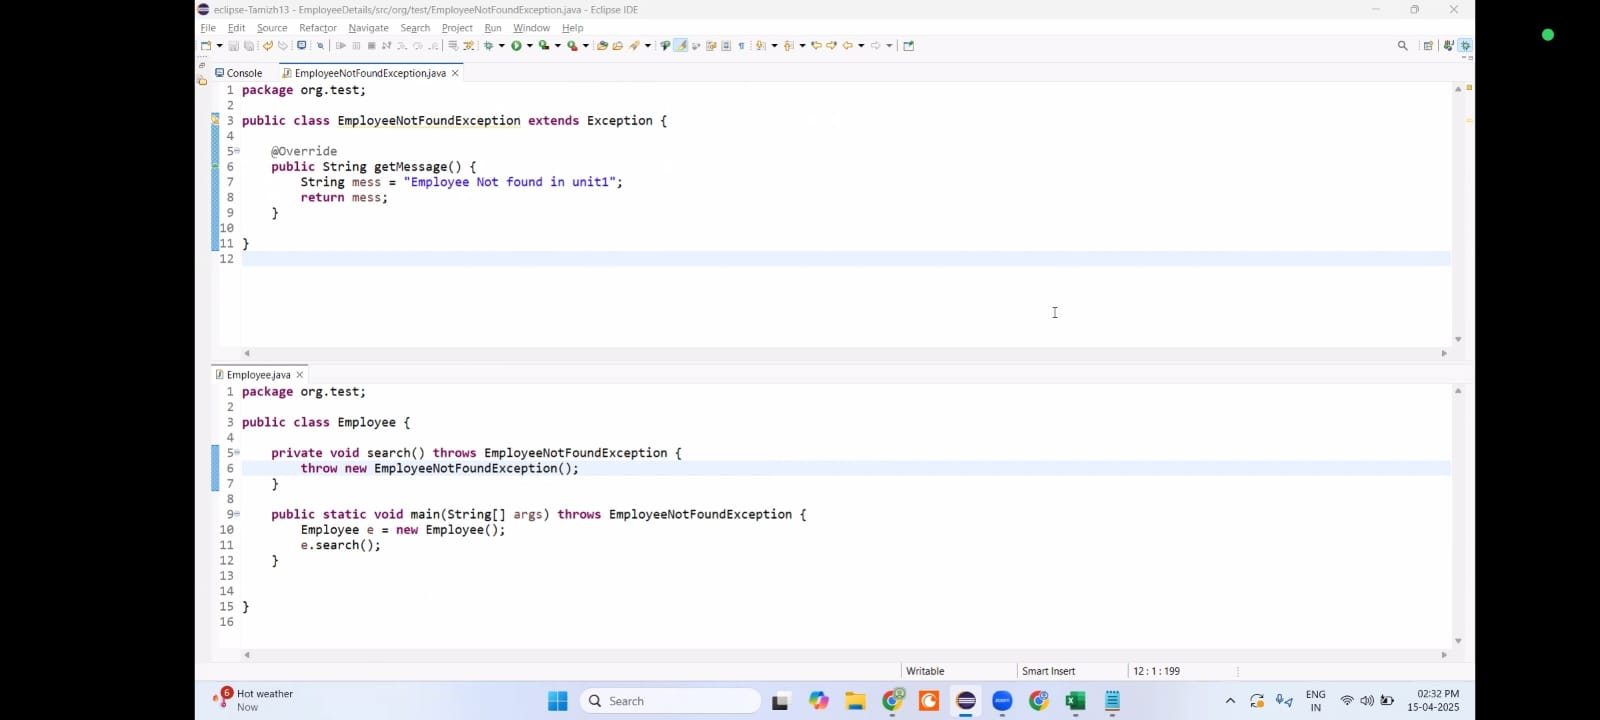 eclipse-Tamizh13 - EmployeeDetails/src/org/test/EmployeeNotFoundException.java - Eclipse IDE
File Edit Source Refactor Navigate Search Project Run Window Help
Console EmployeeNotFoundException.java
1 package org.test;
2
3 public class EmployeeNotFoundException extends Exception {
4
5 @Override
6 public String getMessage() {
7 String mess = "Employee Not found in unit1";
8 return mess;
9 }
10
11 }
12
Employee.java
1 package org.test;
2
3 public class Employee {
4
5 private void search() throws EmployeeNotFoundException {
6 throw new EmployeeNotFoundException();
7 }
8
9 public static void main(String[] args) throws EmployeeNotFoundException {
10 Employee e = new Employee();
11 e.search();
12 }
13
14
15 }
16
Writable Smart Insert 12 : 1 : 199
6 Hot weather
Now
Search
ENG
IN
02:32 PM
15-04-2025